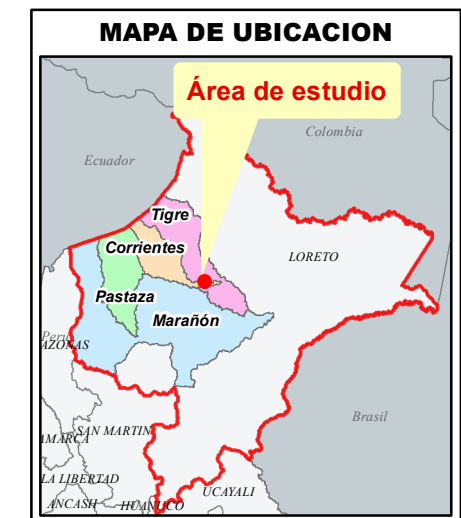 MAPA DE UBICACION
Área de estudio
Colombia
Ecuador
Tigre
Corrientes
LORETO
Pastaza
Marañón
Peru
AZONAS
Brasil
SAN MARTIN
AMARCA
LA LIBERTAD
UCAYALI
ANCASH
HUANUCO